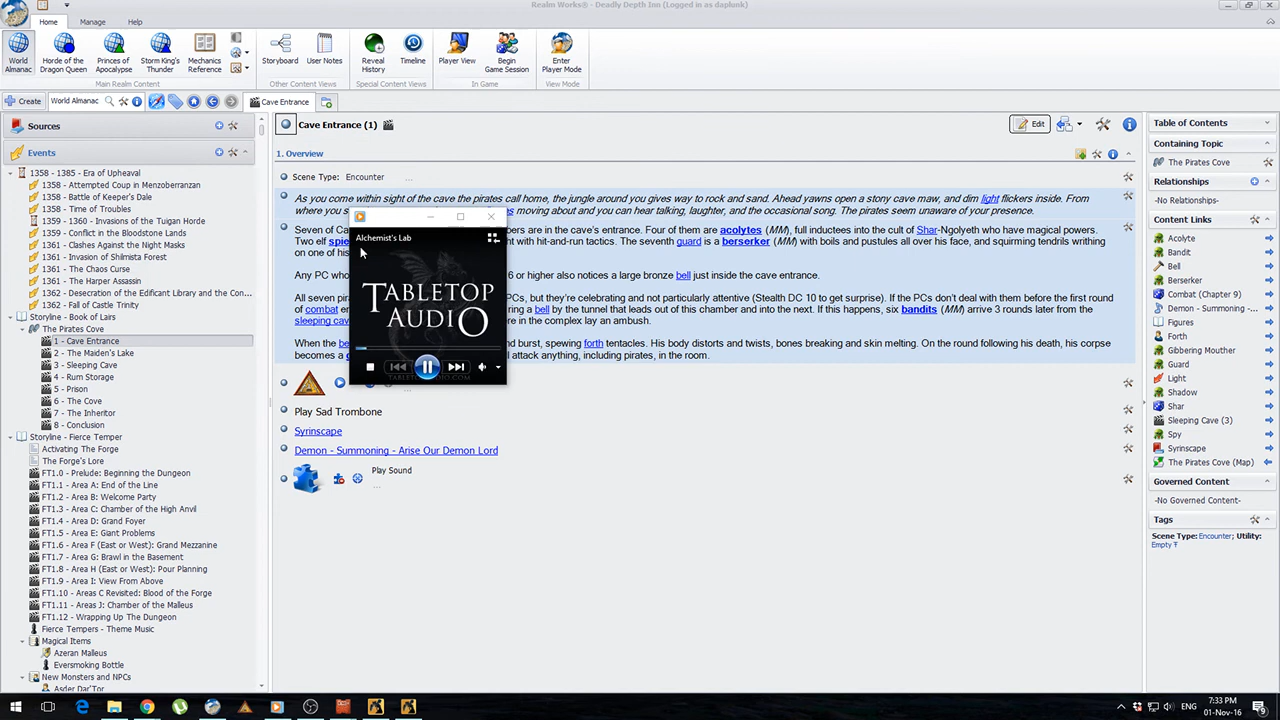 Realm Works® - Deadly Depth Inn (Logged in as daplunk)
Home Manage Help
World Almanac
Horde of the Dragon Queen
Princes of Apocalypse
Storm King's Thunder
Mechanics Reference
Storyboard
User Notes
Reveal History
Timeline
Player View
Begin Game Session
Enter Player Mode
Main Realm Content
Other Content Views
Special Content Views
In Game
View Mode
Create
World Almanac
Cave Entrance
Sources
Events
1358 - 1385 - Era of Upheaval
1358 - Attempted Coup in Menzoberranzan
1358 - Battle of Keeper's Dale
1358 - Time of Troubles
1359 - 1360 - Invasions of the Tuigan Horde
1359 - Conflict in the Bloodstone Lands
1361 - Clashes Against the Night Masks
1361 - Invasion of Shilmista Forest
1361 - The Chaos Curse
1361 - The Harper Assassin
1362 - Desecration of the Edificant Library and the Con...
1362 - Fall of Castle Trinity
Storyline - Book of Lairs
The Pirates Cove
1 - Cave Entrance
2 - The Maiden's Lake
3 - Sleeping Cave
4 - Rum Storage
5 - Prison
6 - The Cove
7 - The Inheritor
8 - Conclusion
Storyline - Fierce Temper
Activating The Forge
The Forge's Lore
FT1.0 - Prelude: Beginning the Dungeon
FT1.1 - Area A: End of the Line
FT1.2 - Area B: Welcome Party
FT1.3 - Area C: Chamber of the High Anvil
FT1.4 - Area D: Grand Foyer
FT1.5 - Area E: Giant Problems
FT1.6 - Area F (East or West): Grand Mezzanine
FT1.7 - Area G: Brawl in the Basement
FT1.8 - Area H (East or West): Pour Planning
FT1.9 - Area I: View From Above
FT1.10 - Areas C Revisited: Blood of the Forge
FT1.11 - Areas J: Chamber of the Malleus
FT1.12 - Wrapping Up The Dungeon
Fierce Tempers - Theme Music
Magical Items
Azeran Malleus
Eversmoking Bottle
New Monsters and NPCs
Asder Dar'Tor
Cave Entrance (1)
Edit
1. Overview
Scene Type: Encounter ...
As you come within sight of the cave the pirates call home, the jungle around you gives way to rock and sand. Ahead yawns open a stony cave maw, and dim light flickers inside. From
where you s
s moving about and you can hear talking, laughter, and the occasional song. The pirates seem unaware of your presence.
Seven of Ca
bers are in the cave's entrance. Four of them are acolytes (MM), full inductees into the cult of Shar-Ngolyeth who have magical powers.
Two elf spie
ht with hit-and-run tactics. The seventh guard is a berserker (MM) with boils and pustules all over his face, and squirming tendrils writhing
on one of his
Any PC who
6 or higher also notices a large bronze bell just inside the cave entrance.
All seven pira
PCs, but they're celebrating and not particularly attentive (Stealth DC 10 to get surprise). If the PCs don't deal with them before the first round
of combat e
ring a bell by the tunnel that leads out of this chamber and into the next. If this happens, six bandits (MM) arrive 3 rounds later from the
sleeping cav
ere in the complex lay an ambush.
When the be
nd burst, spewing forth tentacles. His body distorts and twists, bones breaking and skin melting. On the round following his death, his corpse
becomes a g
l attack anything, including pirates, in the room.
Alchemist's Lab
TABLETOP
AUDIO
TABLETOPAUDIO.COM
Play Sad Trombone
Syrinscape
Demon - Summoning - Arise Our Demon Lord
Play Sound
...
Table of Contents
Containing Topic
The Pirates Cove
Relationships
-No Relationships-
Content Links
Acolyte
Bandit
Bell
Berserker
Combat (Chapter 9)
Demon - Summoning -...
Figures
Forth
Gibbering Mouther
Guard
Light
Shadow
Shar
Sleeping Cave (3)
Spy
Syrinscape
The Pirates Cove (Map)
Governed Content
-No Governed Content-
Tags
Scene Type: Encounter; Utility:
Empty
7:33 PM
01-Nov-16